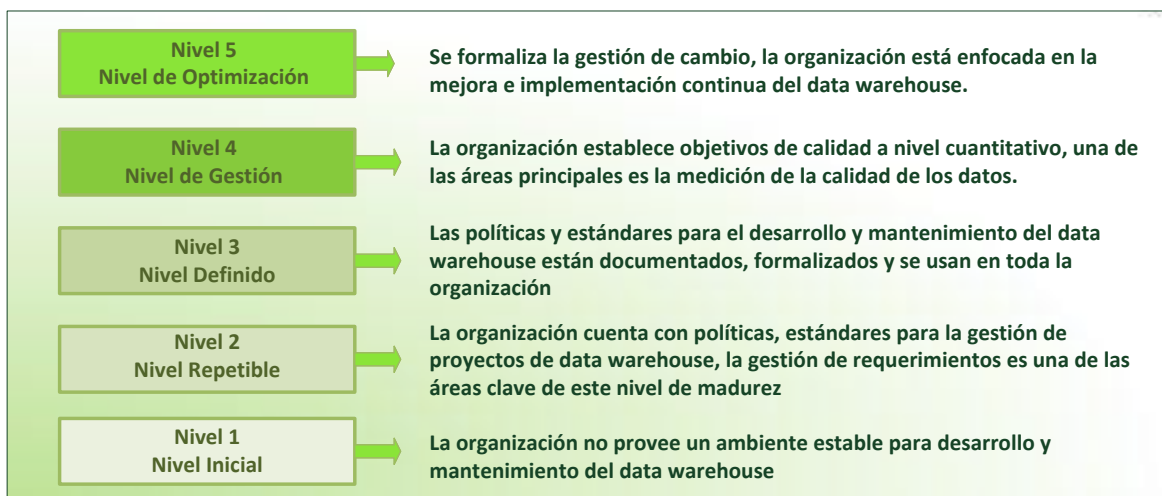 Nivel 5
Nivel de Optimización
Se formaliza la gestión de cambio, la organización está enfocada en la
mejora e implementación continua del data warehouse.
Nivel 4
Nivel de Gestión
La organización establece objetivos de calidad a nivel cuantitativo, una de
las áreas principales es la medición de la calidad de los datos.
Nivel 3
Nivel Definido
Las políticas y estándares para el desarrollo y mantenimiento del data
warehouse están documentados, formalizados y se usan en toda la
organización
Nivel 2
Nivel Repetible
La organización cuenta con políticas, estándares para la gestión de
proyectos de data warehouse, la gestión de requerimientos es una de las
áreas clave de este nivel de madurez
Nivel 1
Nivel Inicial
La organización no provee un ambiente estable para desarrollo y
mantenimiento del data warehouse